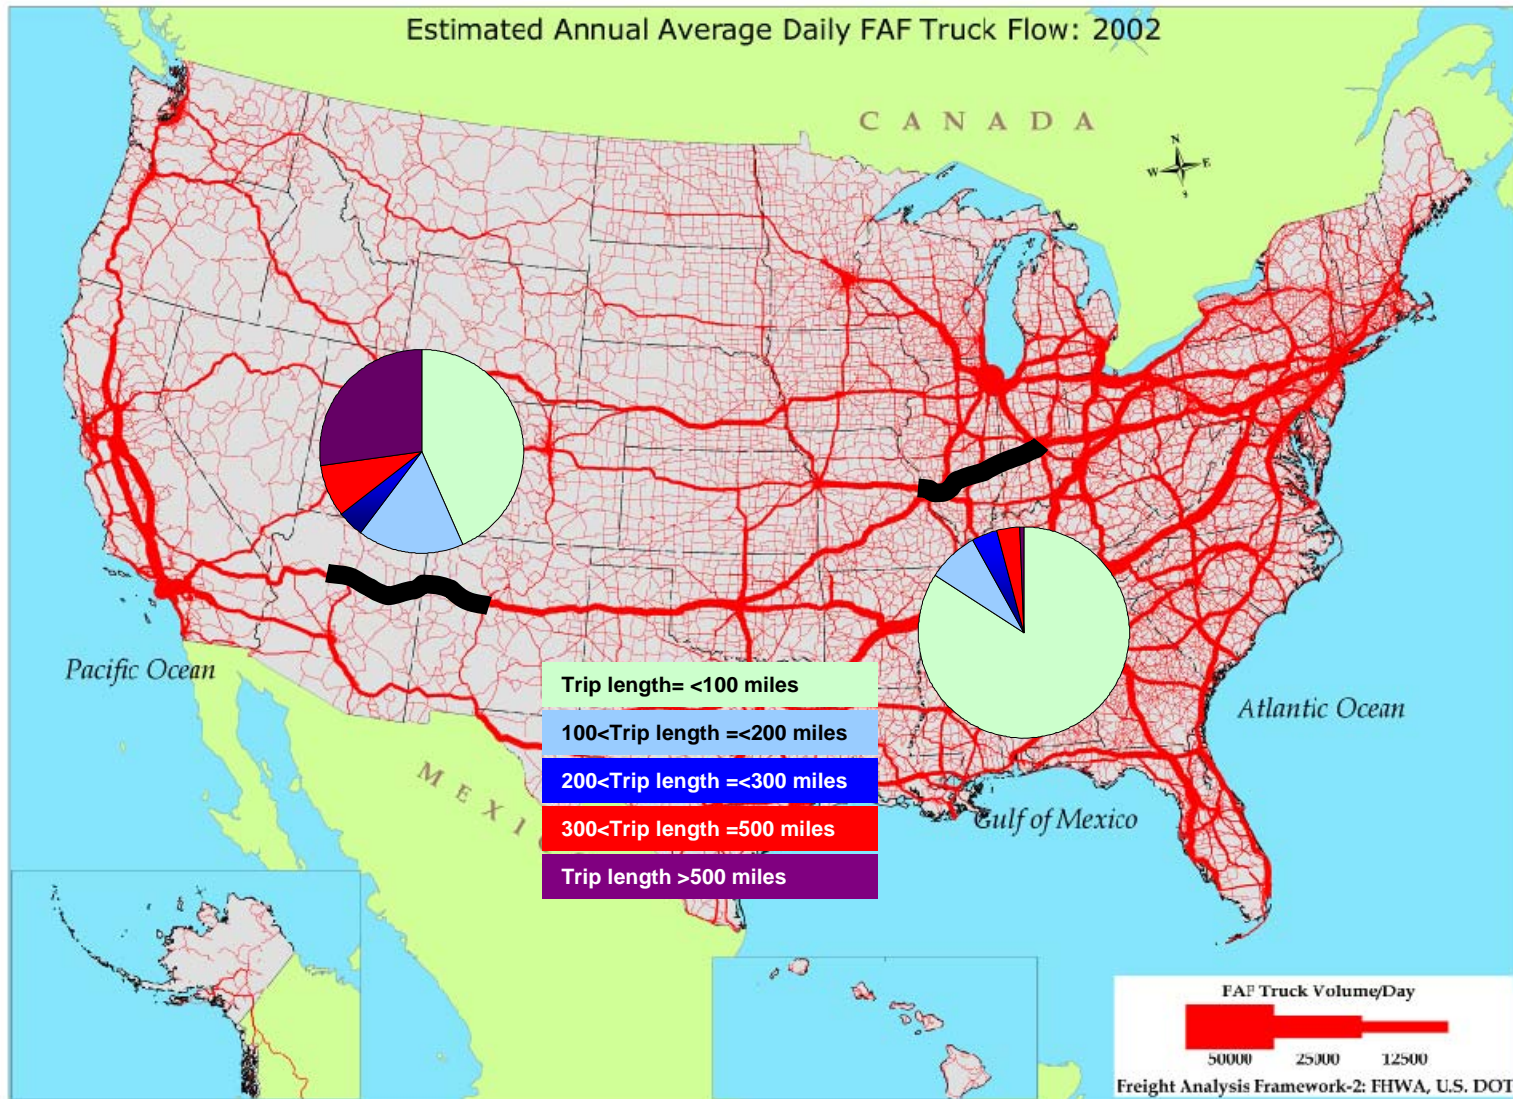 Estimated Annual Average Daily FAF Truck Flow: 2002
CANADA
N
W E
S
Pacific Ocean
Trip length= <100 miles
100<Trip length =<200 miles
200<Trip length =<300 miles
300<Trip length =500 miles
Trip length >500 miles
Atlantic Ocean
MEXI
Gulf of Mexico
FAF Truck Volume/Day
50000 25000 12500
Freight Analysis Framework-2: FHWA, U.S. DOT